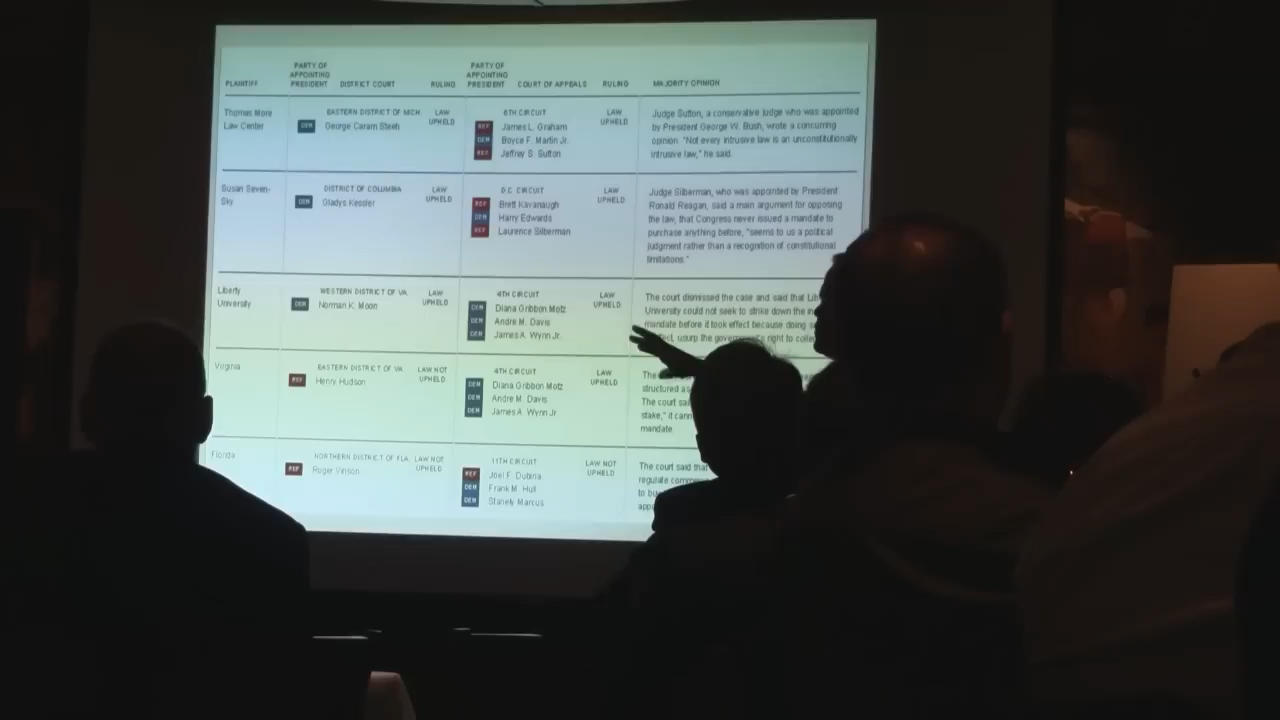 PLAINTIFF PARTY OF APPOINTING PRESIDENT DISTRICT COURT RULING PARTY OF APPOINTING PRESIDENT COURT OF APPEALS RULING MAJORITY OPINION
Thomas More Law Center
EASTERN DISTRICT OF MICH. LAW UPHELD
DEM George Caram Steeh
6TH CIRCUIT LAW UPHELD
REP James L. Graham
DEM Boyce F. Martin Jr.
REP Jeffrey S. Sutton
Judge Sutton, a conservative judge who was appointed
by President George W. Bush, wrote a concurring
opinion. "Not every intrusive law is an unconstitutionally
intrusive law," he said.
Susan Seven-
Sky
DISTRICT OF COLUMBIA LAW UPHELD
DEM Gladys Kessler
D.C. CIRCUIT LAW UPHELD
REP Brett Kavanaugh
DEM Harry Edwards
REP Laurence Silberman
Judge Silberman, who was appointed by President
Ronald Reagan, said a main argument for opposing
the law, that Congress never issued a mandate to
purchase anything before, "seems to us a political
judgment rather than a recognition of constitutional
limitations."
Liberty
University
WESTERN DISTRICT OF VA. LAW UPHELD
DEM Norman K. Moon
4TH CIRCUIT LAW UPHELD
DEM Diana Gribbon Motz
DEM Andre M. Davis
DEM James A. Wynn Jr.
The court dismissed the case and said that
University could not seek to strike down the
mandate before it took effect because doing
usurp the government's right to
Virginia
EASTERN DISTRICT OF VA. LAW NOT UPHELD
REP Henry Hudson
4TH CIRCUIT LAW UPHELD
DEM Diana Gribbon Motz
DEM Andre M. Davis
DEM James A. Wynn Jr.
The
structured as
The court
stake," it
mandate.
Florida
NORTHERN DISTRICT OF FLA. LAW NOT UPHELD
REP Roger Vinson
11TH CIRCUIT LAW NOT UPHELD
REP Joel F. Dubina
DEM Frank M. Hull
DEM Stanely Marcus
The court said that
regulate
to